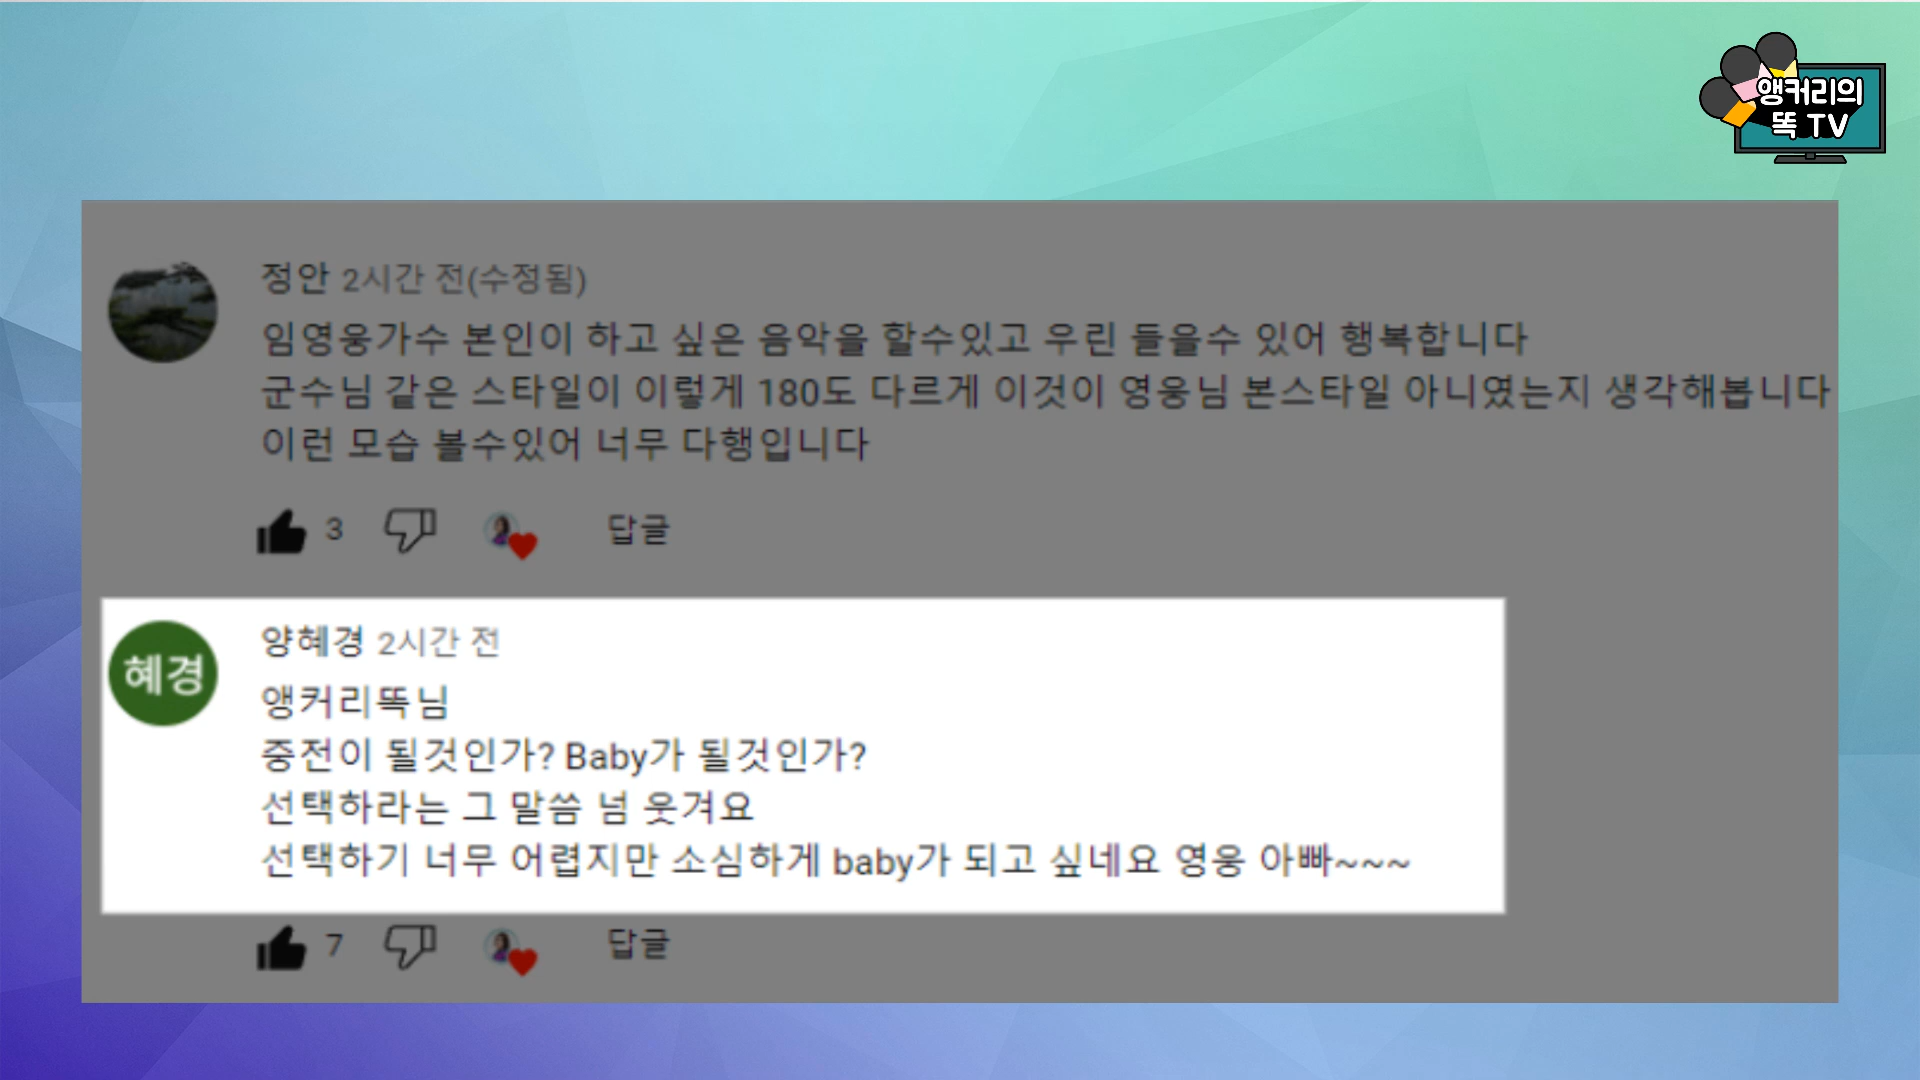 앵커리의
똑 TV
정안 2시간 전(수정됨)
임영웅가수 본인이 하고 싶은 음악을 할수있고 우린 들을수 있어 행복합니다
군수님 같은 스타일이 이렇게 180도 다르게 이것이 영웅님 본스타일 아니였는지 생각해봅니다
이런 모습 볼수있어 너무 다행입니다
3 답글
혜경
양혜경 2시간 전
앵커리똑님
중전이 될것인가? Baby가 될것인가?
선택하라는 그 말씀 넘 웃겨요
선택하기 너무 어렵지만 소심하게 baby가 되고 싶네요 영웅 아빠~~~
7 답글